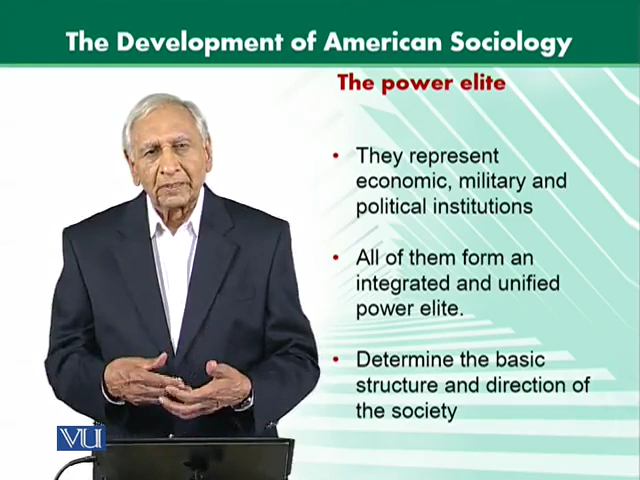 The Development of American Sociology
The power elite
• They represent
economic, military and
political institutions
• All of them form an
integrated and unified
power elite.
• Determine the basic
structure and direction of
the society
VU